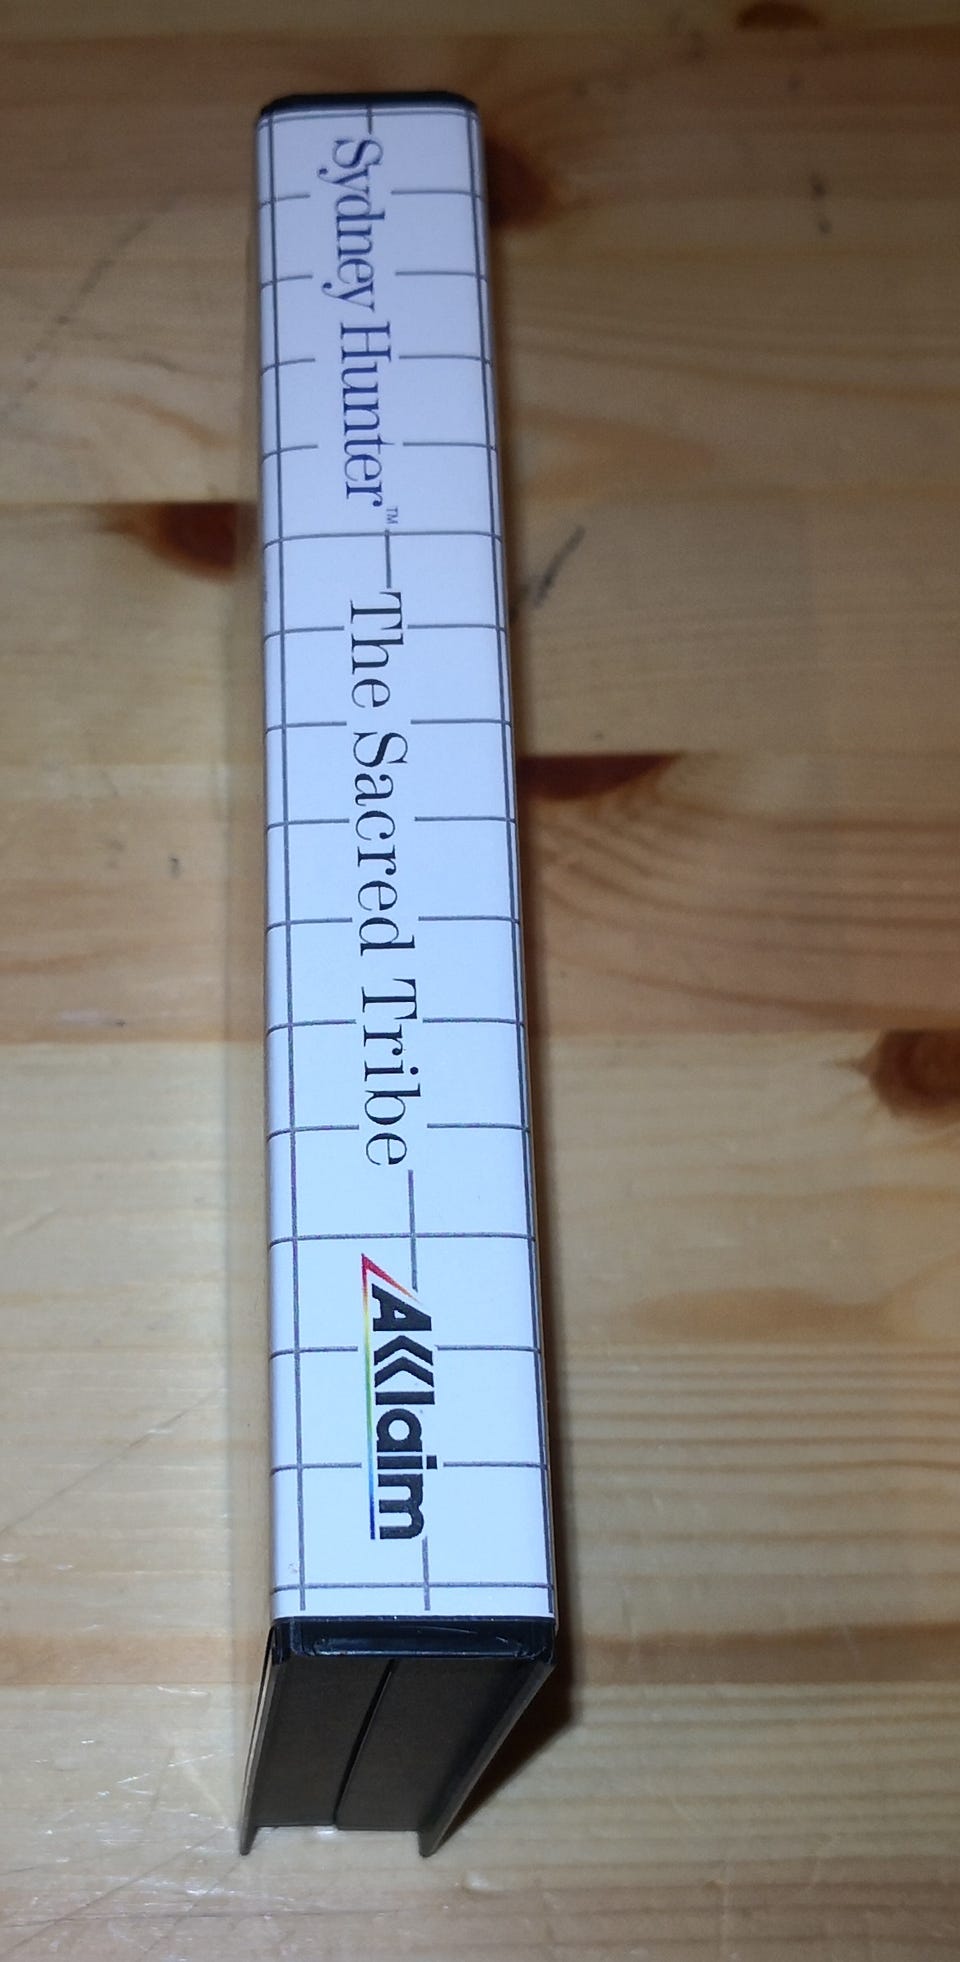 Sydney Hunter™ The Sacred Tribe Acclaim